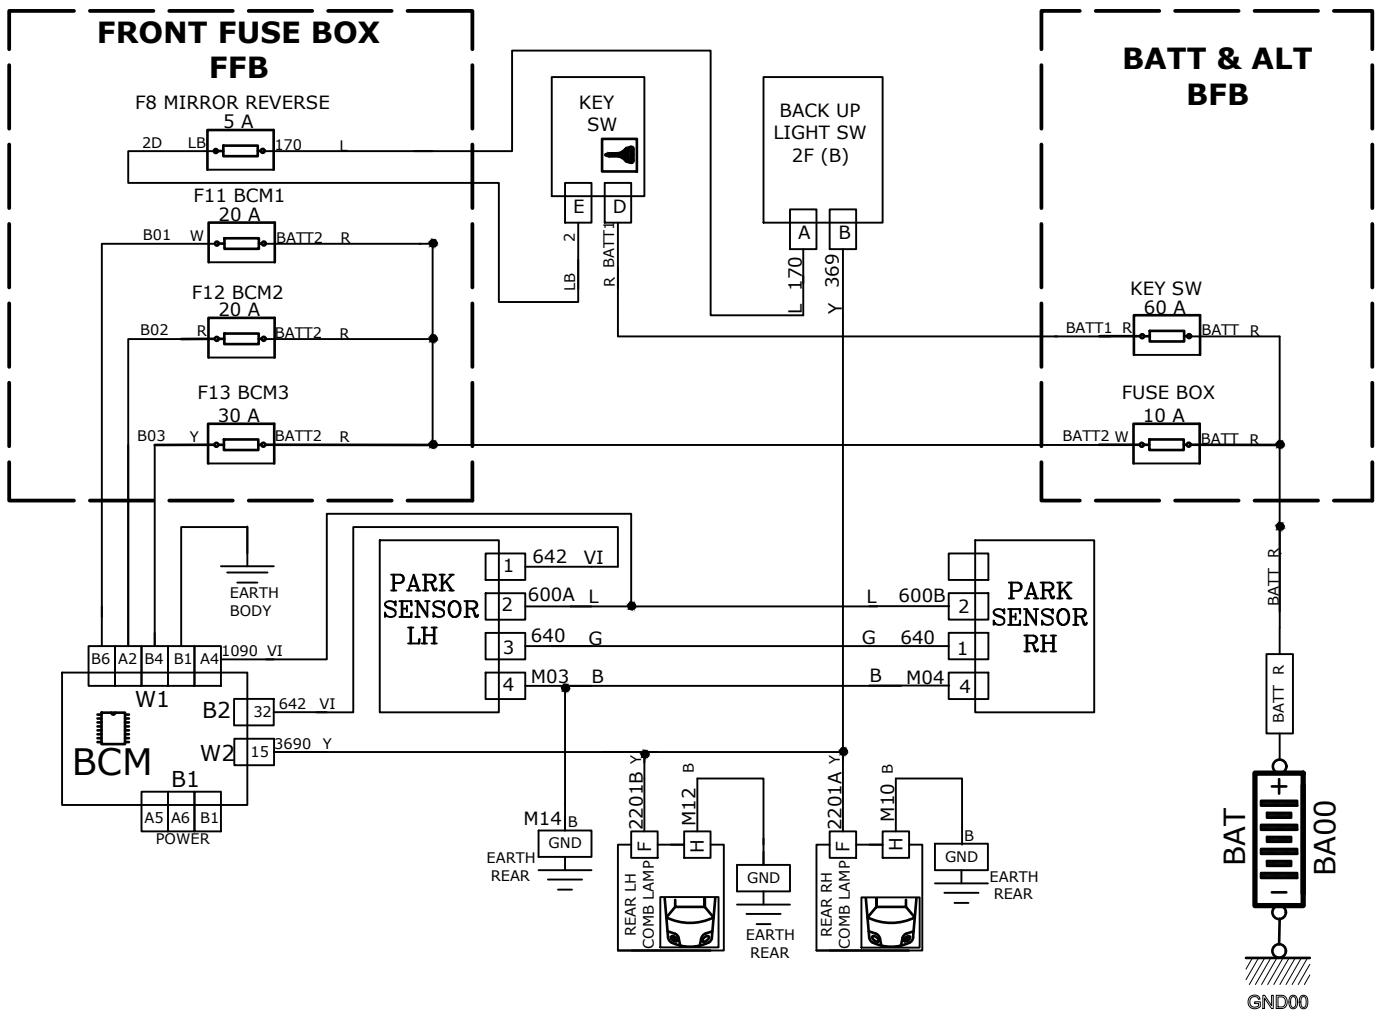 FRONT FUSE BOX
FFB
F8 MIRROR REVERSE
5 A
2D LB 170 L
F11 BCM1
20 A
B01 W BATT2 R
F12 BCM2
20 A
B02 R BATT2 R
F13 BCM3
30 A
B03 Y BATT2 R
KEY
SW
E D
2
LB
R BATT1
BACK UP
LIGHT SW
2F (B)
A B
L 170
Y 369
BATT & ALT
BFB
KEY SW
60 A
BATT1 R BATT R
FUSE BOX
10 A
BATT2 W BATT R
BATT R
BATT R
EARTH
BODY
PARK
SENSOR
LH
1 642 VI
2 600A L
3 640 G
4 M03 B
L 600B 2
G 640 1
B M04 4
PARK
SENSOR
RH
B6 A2 B4 B1 A4 1090 VI
W1
B2 32 642 VI
W2 15 3690 Y
BCM
B1
A5 A6 B1
POWER
M14 B
GND
EARTH
REAR
2201B Y
M12 B
F H
REAR LH
COMB LAMP
GND
EARTH
REAR
2201A Y
M10 B
F H
REAR RH
COMB LAMP
B
GND
EARTH
REAR
BAT
+
−
BA00
GND00